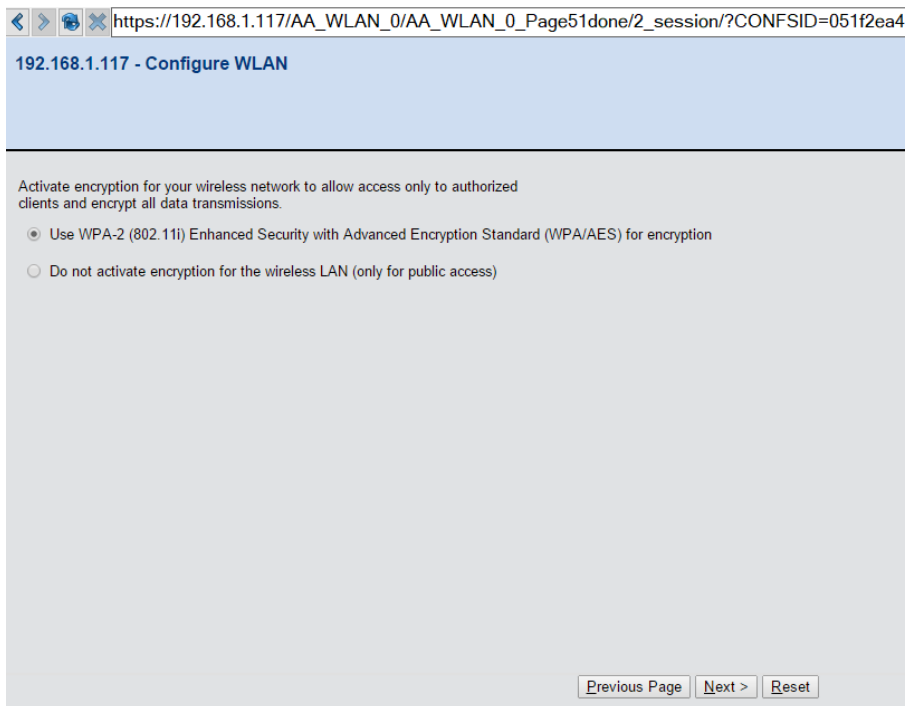 https://192.168.1.117/AA_WLAN_0/AA_WLAN_0_Page51done/2_session/?CONFSID=051f2ea4
192.168.1.117 - Configure WLAN
Activate encryption for your wireless network to allow access only to authorized
clients and encrypt all data transmissions.
Use WPA-2 (802.11i) Enhanced Security with Advanced Encryption Standard (WPA/AES) for encryption
Do not activate encryption for the wireless LAN (only for public access)
Previous Page Next > Reset